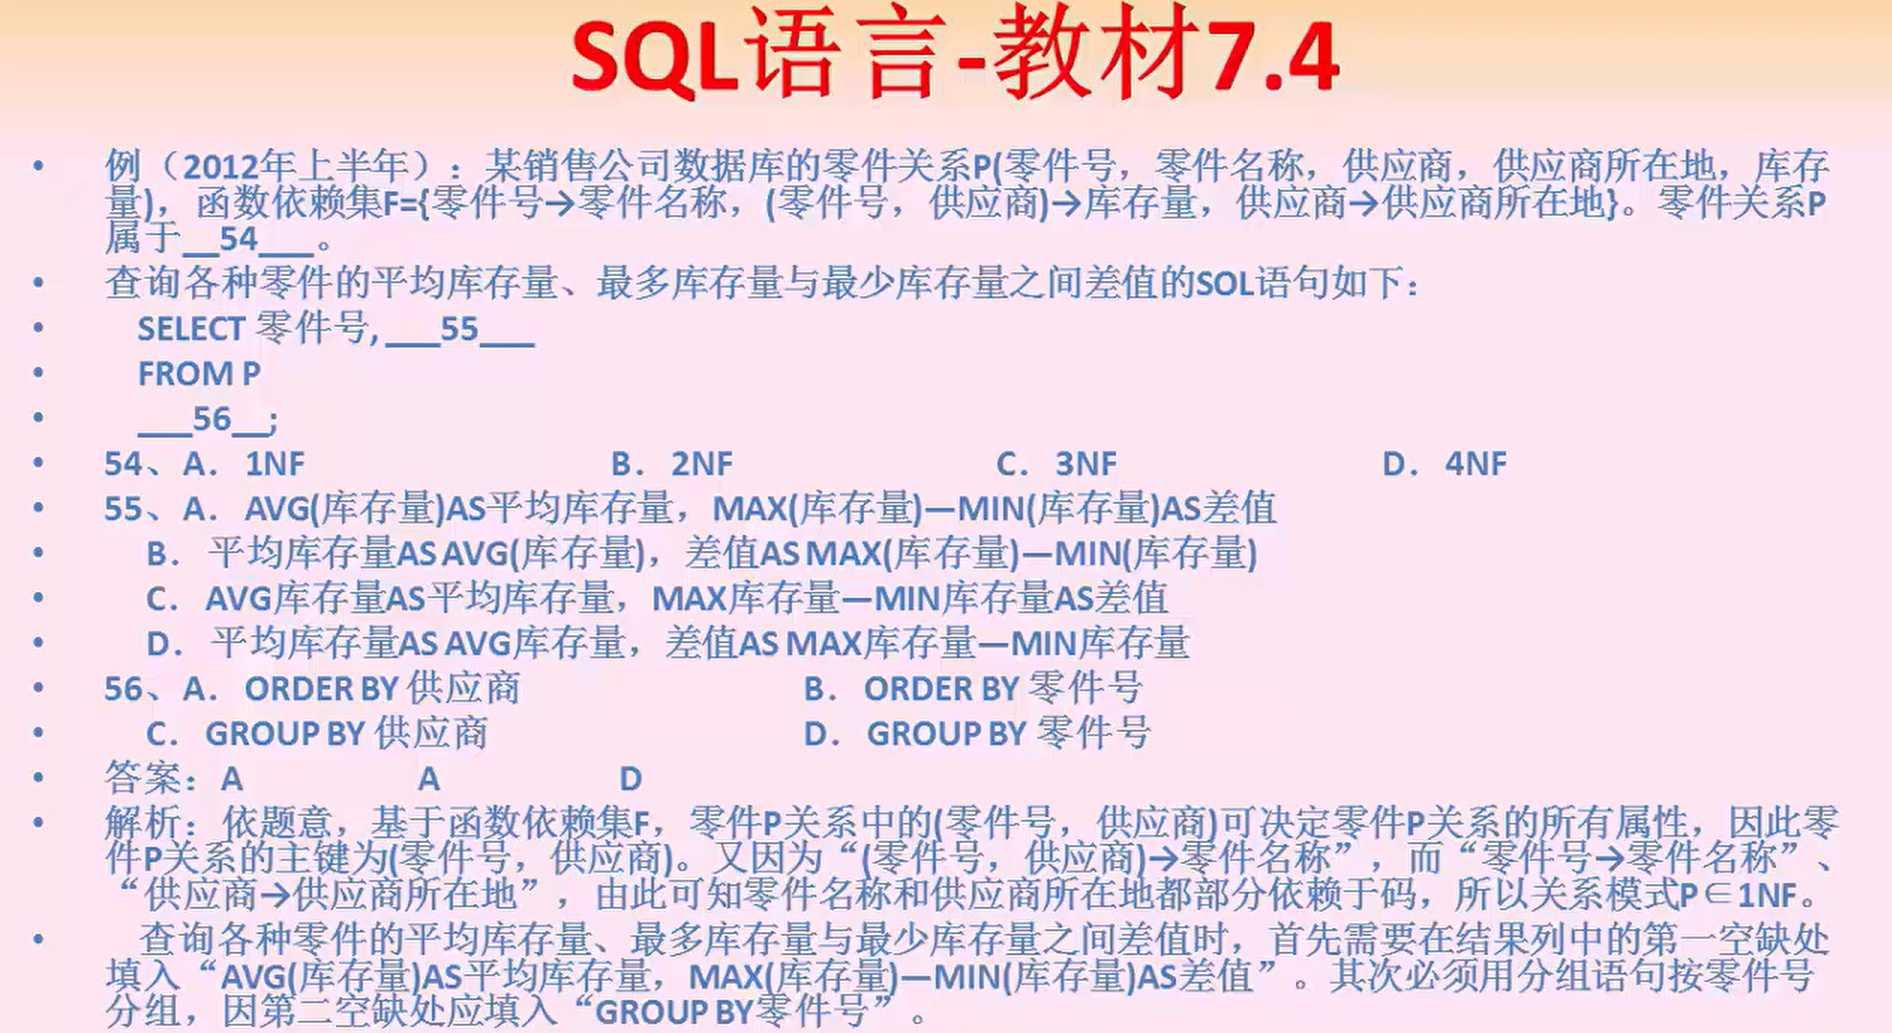 SQL语言-教材7.4
• 例（2012年上半年）：某销售公司数据库的零件关系P(零件号，零件名称，供应商，供应商所在地，库存
量)，函数依赖集F={零件号→零件名称，(零件号，供应商)→库存量，供应商→供应商所在地}。零件关系P
属于__54___。
• 查询各种零件的平均库存量、最多库存量与最少库存量之间差值的SOL语句如下：
• SELECT 零件号,___55___
• FROM P
• ___56__;
• 54、A．1NF B．2NF C．3NF D．4NF
• 55、A．AVG(库存量)AS平均库存量，MAX(库存量)—MIN(库存量)AS差值
• B．平均库存量AS AVG(库存量)，差值AS MAX(库存量)—MIN(库存量)
• C．AVG库存量AS平均库存量，MAX库存量—MIN库存量AS差值
• D．平均库存量AS AVG库存量，差值AS MAX库存量—MIN库存量
• 56、A．ORDER BY 供应商 B．ORDER BY 零件号
• C．GROUP BY 供应商 D．GROUP BY 零件号
• 答案：A A D
• 解析：依题意，基于函数依赖集F，零件P关系中的(零件号，供应商)可决定零件P关系的所有属性，因此零
件P关系的主键为(零件号，供应商)。又因为“(零件号，供应商)→零件名称”，而“零件号→零件名称”、
“供应商→供应商所在地”，由此可知零件名称和供应商所在地都部分依赖于码，所以关系模式P∈1NF。
• 查询各种零件的平均库存量、最多库存量与最少库存量之间差值时，首先需要在结果列中的第一空缺处
填入“AVG(库存量)AS平均库存量，MAX(库存量)—MIN(库存量)AS差值”。其次必须用分组语句按零件号
分组，因第二空缺处应填入“GROUP BY零件号”。